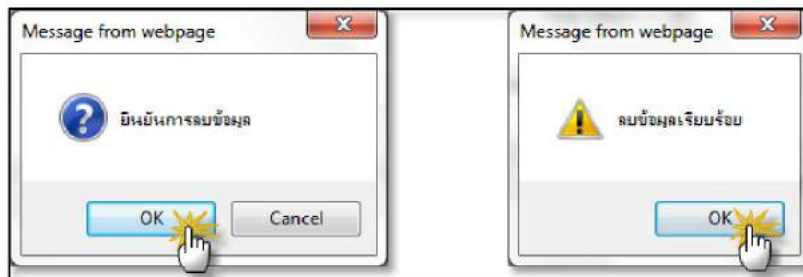 Message from webpage
ยืนยันการลบข้อมูล
OK
Cancel
Message from webpage
ลบข้อมูลเรียบร้อย
OK